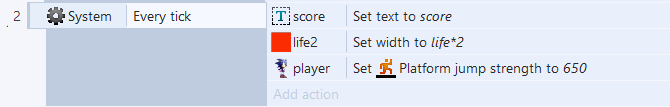 2 System Every tick T score Set text to score
life2 Set width to life*2
player Set Platform jump strength to 650
Add action